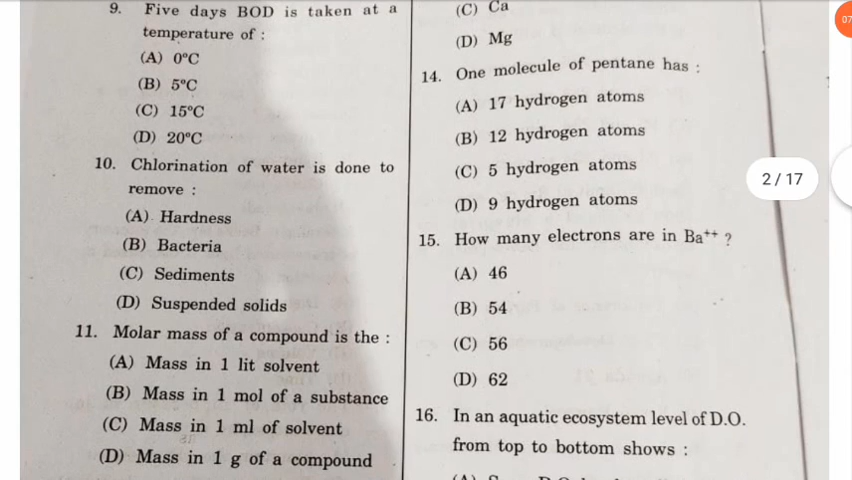 9. Five days BOD is taken at a
temperature of :
(A) 0°C
(B) 5°C
(C) 15°C
(D) 20°C
10. Chlorination of water is done to
remove :
(A) Hardness
(B) Bacteria
(C) Sediments
(D) Suspended solids
11. Molar mass of a compound is the :
(A) Mass in 1 lit solvent
(B) Mass in 1 mol of a substance
(C) Mass in 1 ml of solvent
(D) Mass in 1 g of a compound
(C) Ca
(D) Mg
14. One molecule of pentane has :
(A) 17 hydrogen atoms
(B) 12 hydrogen atoms
(C) 5 hydrogen atoms
(D) 9 hydrogen atoms
15. How many electrons are in Ba⁺⁺ ?
(A) 46
(B) 54
(C) 56
(D) 62
16. In an aquatic ecosystem level of D.O.
from top to bottom shows :
2 / 17
07